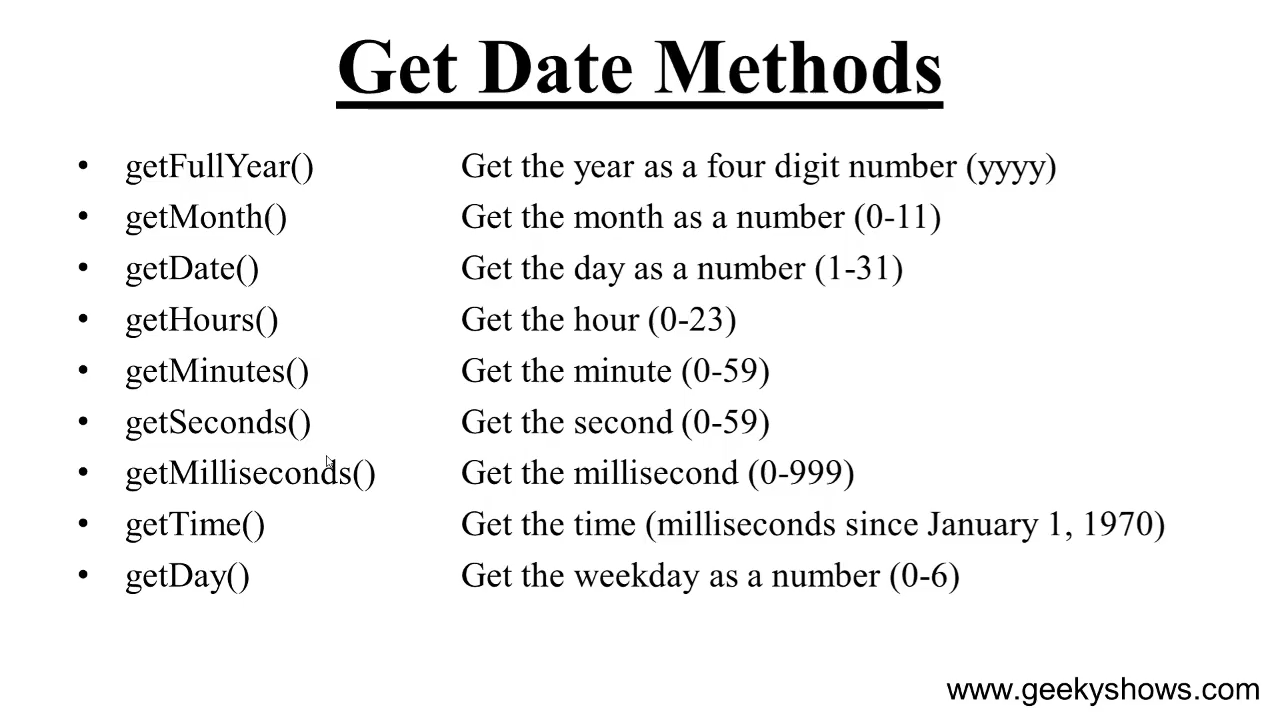 Get Date Methods
• getFullYear() Get the year as a four digit number (yyyy)
• getMonth() Get the month as a number (0-11)
• getDate() Get the day as a number (1-31)
• getHours() Get the hour (0-23)
• getMinutes() Get the minute (0-59)
• getSeconds() Get the second (0-59)
• getMilliseconds() Get the millisecond (0-999)
• getTime() Get the time (milliseconds since January 1, 1970)
• getDay() Get the weekday as a number (0-6)
www.geekyshows.com